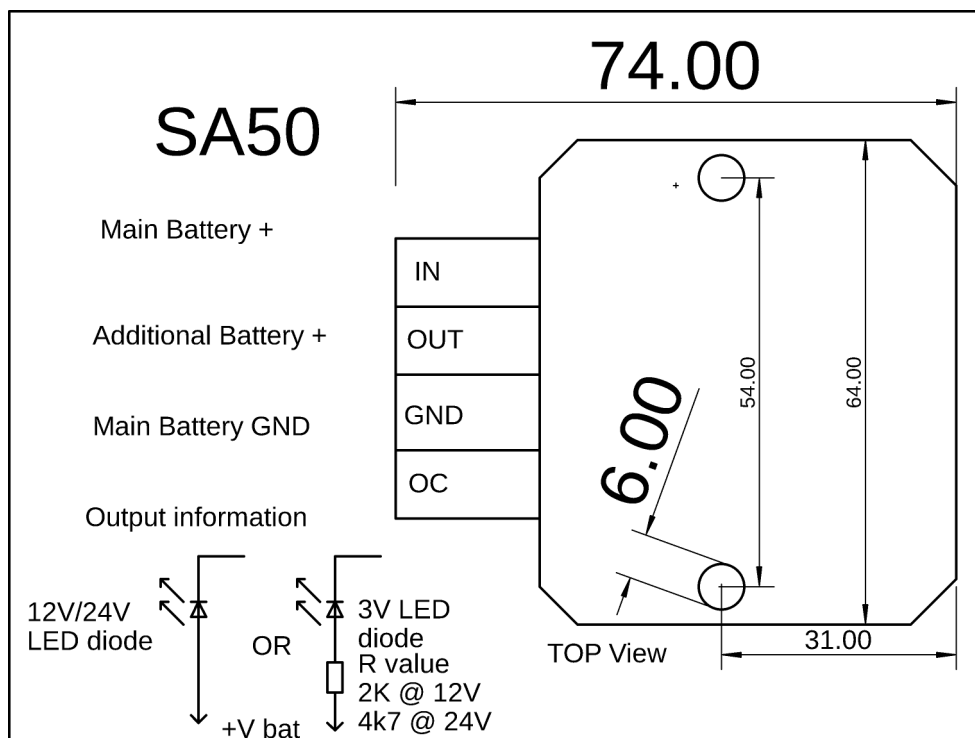 74.00
SA50
Main Battery +
IN
Additional Battery +
OUT
Main Battery GND
GND
OC
Output information
6.00
54.00
64.00
12V/24V
LED diode
OR
3V LED
diode
R value
2K @ 12V
4k7 @ 24V
+V bat
TOP View
31.00